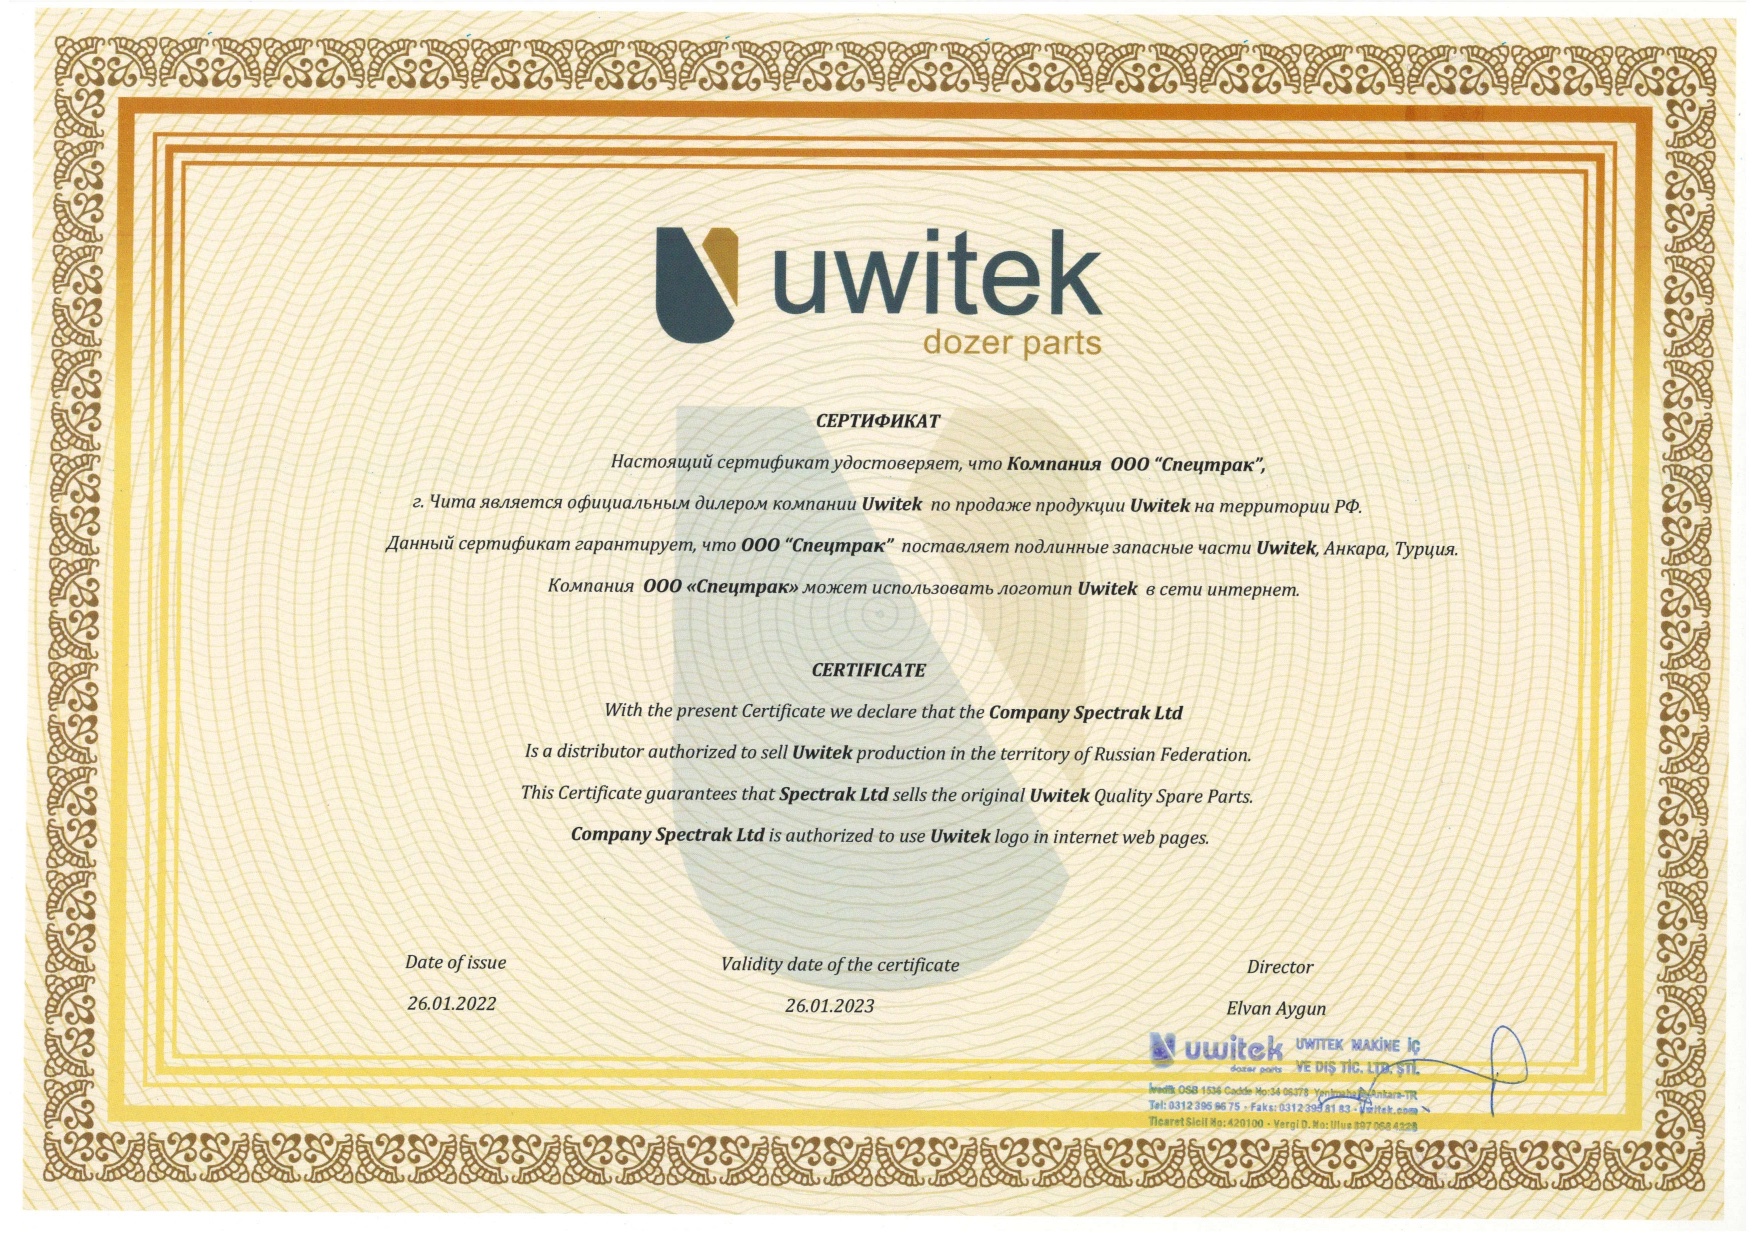 uwitek
dozer parts
СЕРТИФИКАТ
Настоящий сертификат удостоверяет, что Компания ООО “Спецтрак”,
г. Чита является официальным дилером компании Uwitek по продаже продукции Uwitek на территории РФ.
Данный сертификат гарантирует, что ООО “Спецтрак” поставляет подлинные запасные части Uwitek, Анкара, Турция.
Компания ООО «Спецтрак» может использовать логотип Uwitek в сети интернет.
CERTIFICATE
With the present Certificate we declare that the Company Spectrak Ltd
Is a distributor authorized to sell Uwitek production in the territory of Russian Federation.
This Certificate guarantees that Spectrak Ltd sells the original Uwitek Quality Spare Parts.
Company Spectrak Ltd is authorized to use Uwitek logo in internet web pages.
Date of issue Validity date of the certificate Director
26.01.2022 26.01.2023 Elvan Aygun
uwitek UWITEK MAKİNE İÇ
dozer parts VE DIŞ TİC. LTD. ŞTİ.
OSB 1536 Cadde No:34 06378 Ankara-TR
Tel: 0312 395 66 75 - Faks: 0312 395 81 83 - uwitek.com
Ticaret Sicil No: 420100 - Vergi D. No: Ulus 897 068 4228